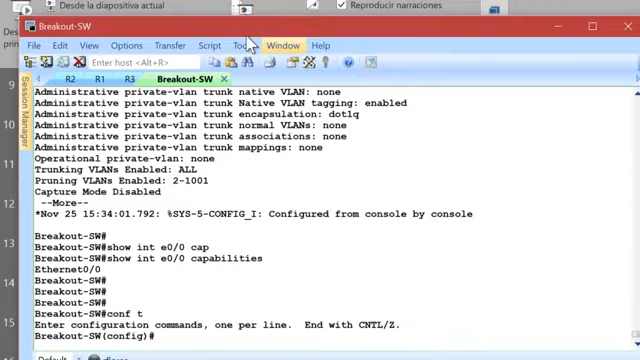 Desde la diapositiva actual
Reproducir narraciones
Breakout-SW
File Edit View Options Transfer Script Window Help
Enter host <Alt+R>
R2 R1 R3 Breakout-SW
Session Manager
9
10
11
12
13
14
15
Administrative private-vlan trunk native VLAN: none
Administrative private-vlan trunk Native VLAN tagging: enabled
Administrative private-vlan trunk encapsulation: dot1q
Administrative private-vlan trunk normal VLANs: none
Administrative private-vlan trunk associations: none
Administrative private-vlan trunk mappings: none
Operational private-vlan: none
Trunking VLANs Enabled: ALL
Pruning VLANs Enabled: 2-1001
Capture Mode Disabled
--More--
*Nov 25 15:34:01.792: %SYS-5-CONFIG_I: Configured from console by console
Breakout-SW#
Breakout-SW#show int e0/0 cap
Breakout-SW#show int e0/0 capabilities
Ethernet0/0
Breakout-SW#
Breakout-SW#
Breakout-SW#conf t
Enter configuration commands, one per line.  End with CNTL/Z.
Breakout-SW(config)#
Default